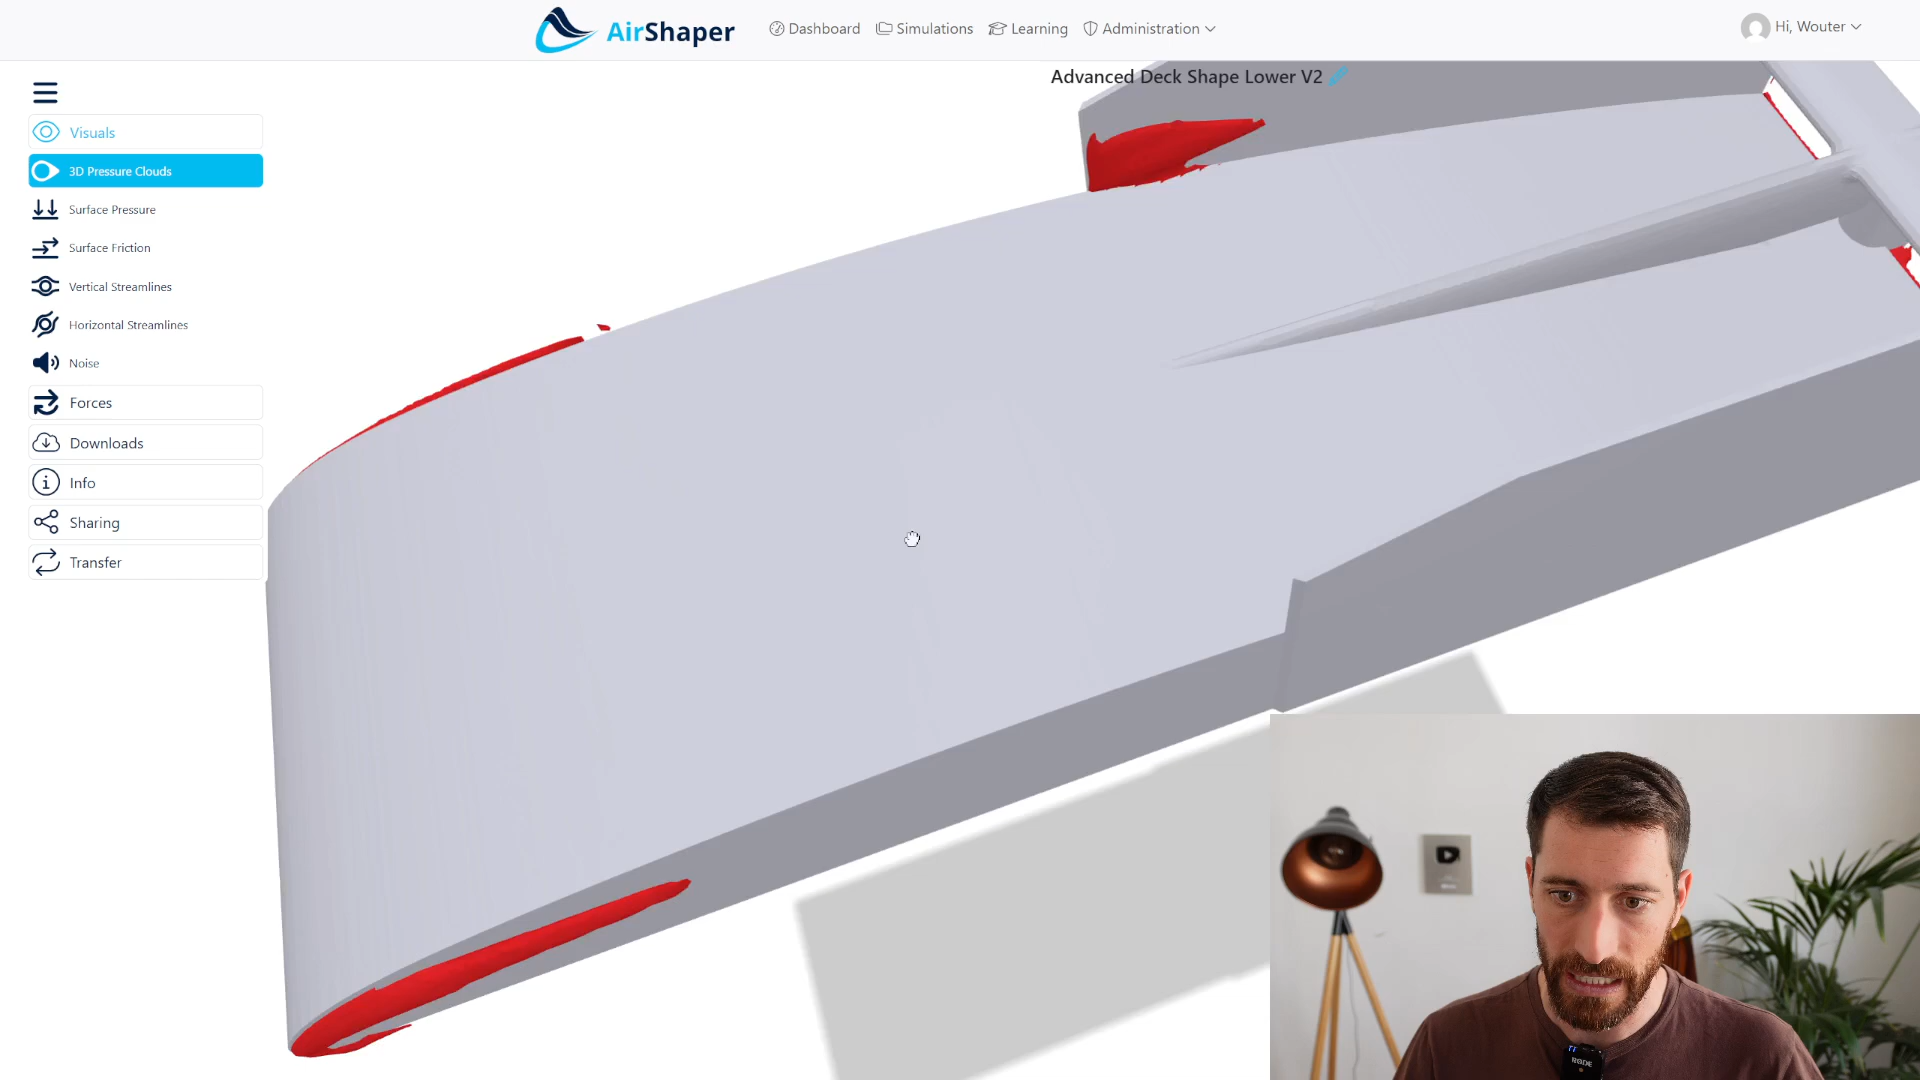 AirShaper
Dashboard
Simulations
Learning
Administration
Hi, Wouter
Advanced Deck Shape Lower V2
Visuals
3D Pressure Clouds
Surface Pressure
Surface Friction
Vertical Streamlines
Horizontal Streamlines
Noise
Forces
Downloads
Info
Sharing
Transfer
RØDE